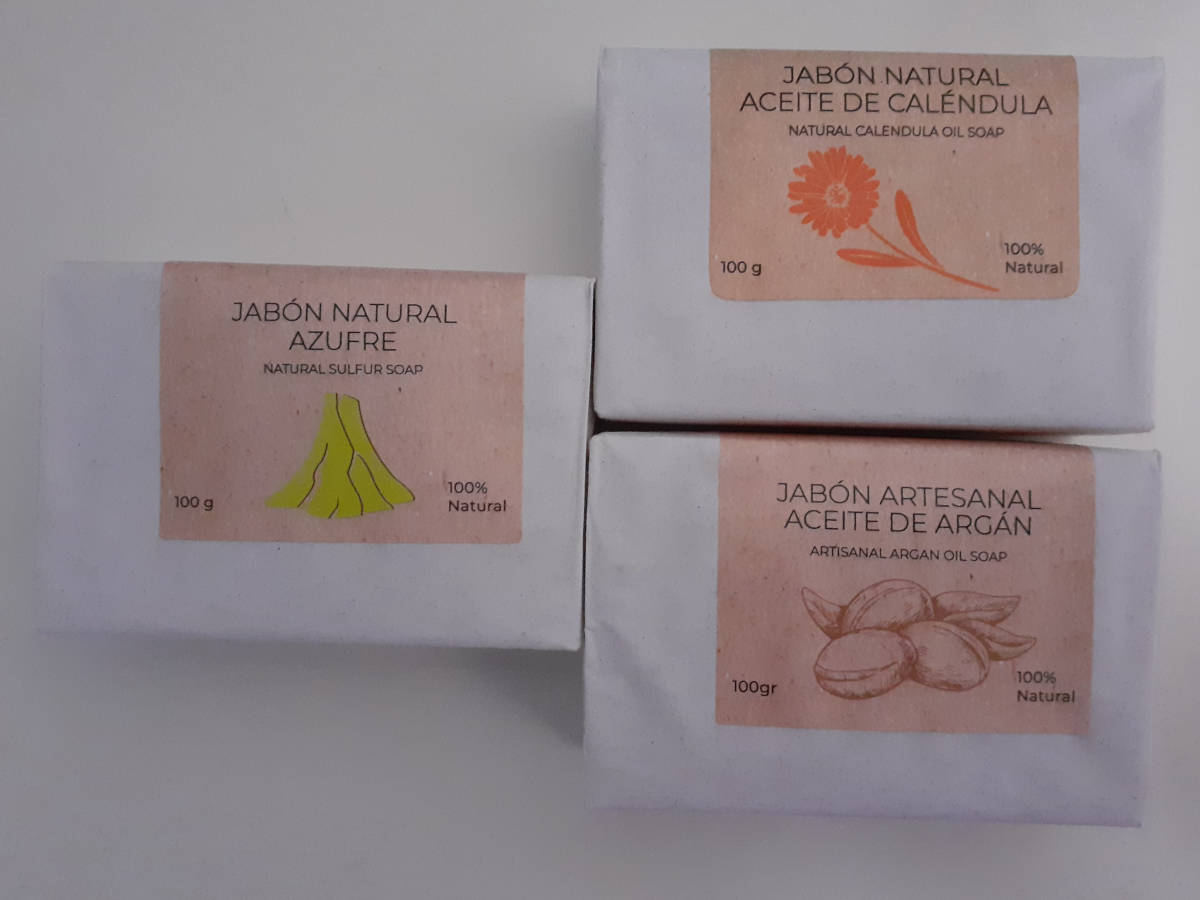 JABÓN NATURAL
ACEITE DE CALÉNDULA
NATURAL CALENDULA OIL SOAP
100 g
100%
Natural
JABÓN NATURAL
AZUFRE
NATURAL SULFUR SOAP
100 g
100%
Natural
JABÓN ARTESANAL
ACEITE DE ARGÁN
ARTISANAL ARGAN OIL SOAP
100gr
100%
Natural